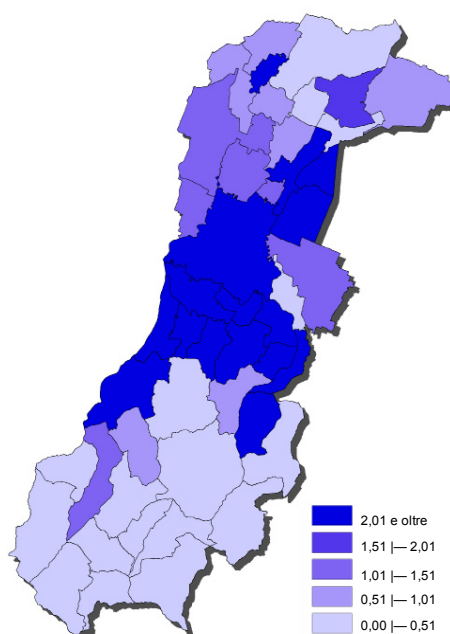 2,01 e oltre
1,51 |— 2,01
1,01 |— 1,51
0,51 |— 1,01
0,00 |— 0,51